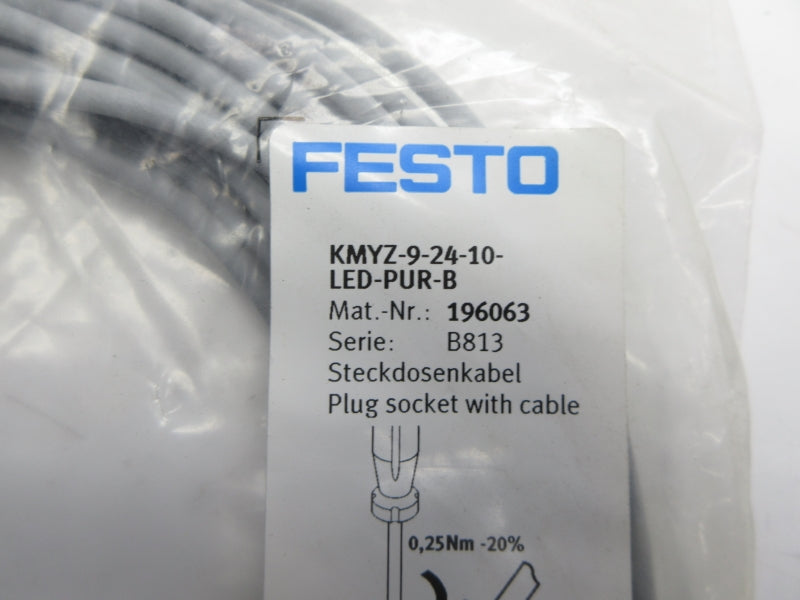 FESTO
KMYZ-9-24-10-
LED-PUR-B
Mat.-Nr.: 196063
Serie: B813
Steckdosenkabel
Plug socket with cable
0,25Nm -20%